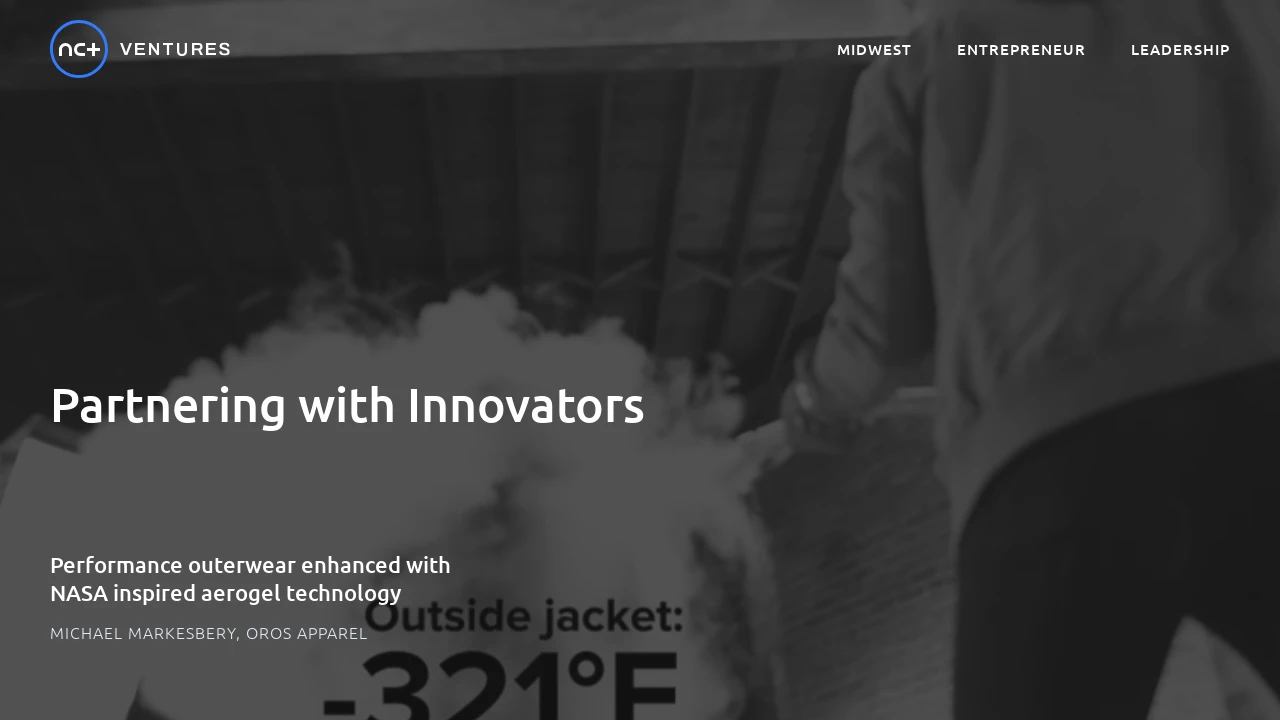 nc+ VENTURES
MIDWEST ENTREPRENEUR LEADERSHIP
Partnering with Innovators
Performance outerwear enhanced with
NASA inspired aerogel technology
MICHAEL MARKESBERY, OROS APPAREL
Outside jacket:
-321°F